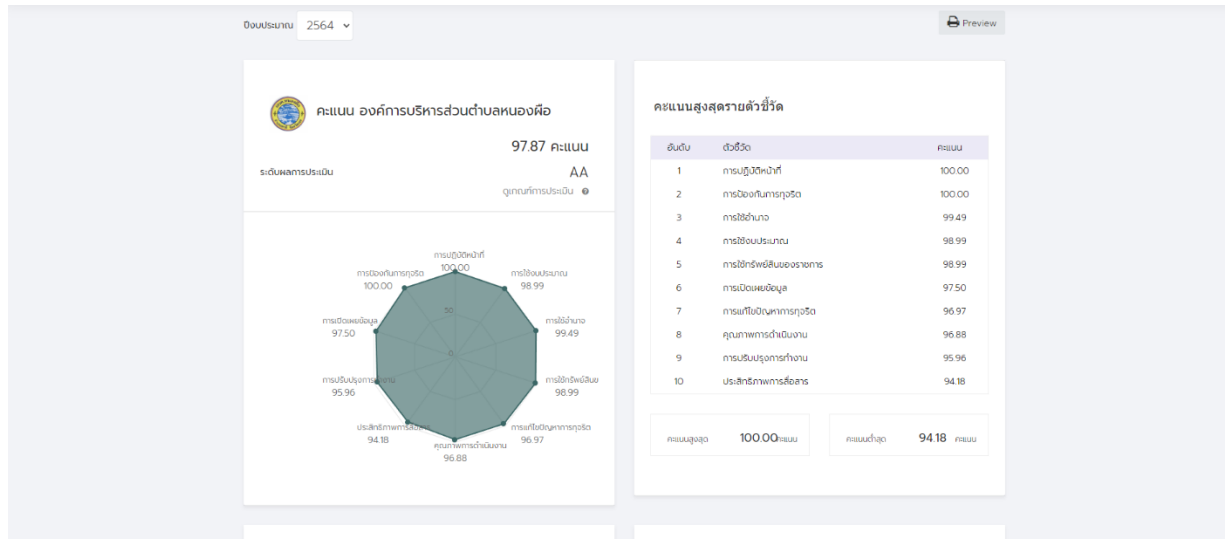 ปีงบประมาณ 2564
Preview
คะแนน องค์การบริหารส่วนตำบลหนองผือ
97.87 คะแนน
ระดับผลการประเมิน AA
ดูเกณฑ์การประเมิน
การปฏิบัติหน้าที่
100.00
การป้องกันการทุจริต
100.00
การใช้งบประมาณ
98.99
50
การเปิดเผยข้อมูล
97.50
การใช้อำนาจ
99.49
0
การปรับปรุงการทำงาน
95.96
การใช้ทรัพย์สินข
98.99
ประสิทธิภาพการสื่อสาร
94.18
การแก้ไขปัญหาการทุจริต
96.97
คุณภาพการดำเนินงาน
96.88
คะแนนสูงสุดรายตัวชี้วัด
อันดับ ตัวชี้วัด คะแนน
1 การปฏิบัติหน้าที่ 100.00
2 การป้องกันการทุจริต 100.00
3 การใช้อำนาจ 99.49
4 การใช้งบประมาณ 98.99
5 การใช้ทรัพย์สินของราชการ 98.99
6 การเปิดเผยข้อมูล 97.50
7 การแก้ไขปัญหาการทุจริต 96.97
8 คุณภาพการดำเนินงาน 96.88
9 การปรับปรุงการทำงาน 95.96
10 ประสิทธิภาพการสื่อสาร 94.18
คะแนนสูงสุด 100.00 คะแนน คะแนนต่ำสุด 94.18 คะแนน